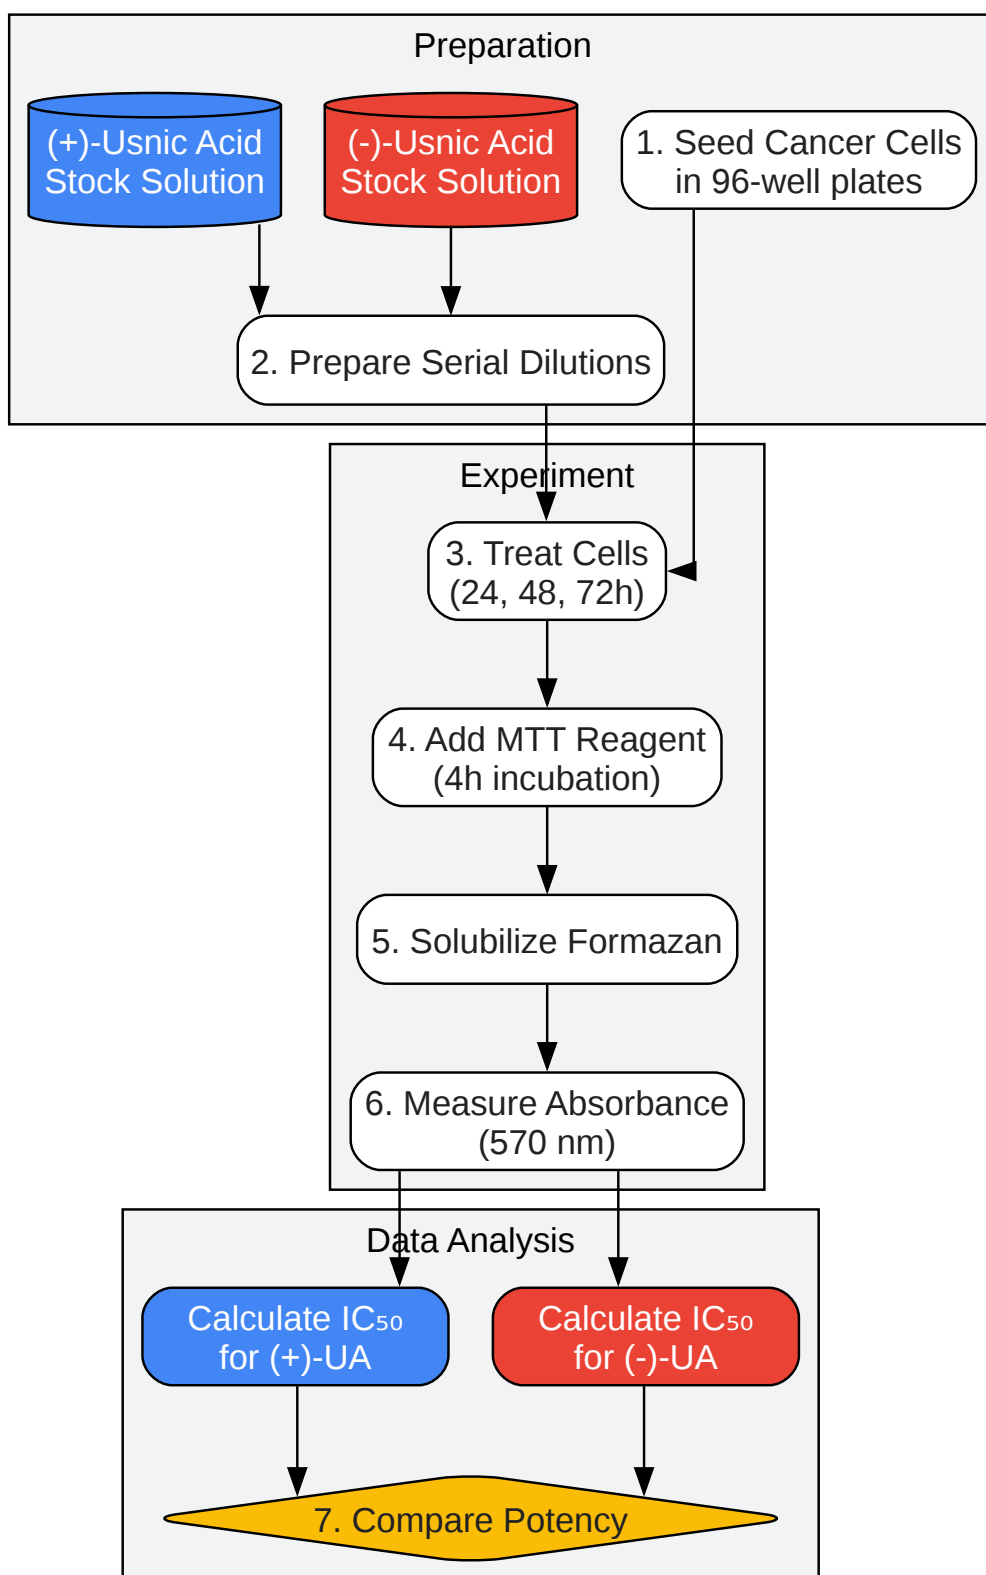 Preparation
(+)-Usnic Acid
Stock Solution
(-)-Usnic Acid
Stock Solution
1. Seed Cancer Cells
in 96-well plates
2. Prepare Serial Dilutions
Experiment
3. Treat Cells
(24, 48, 72h)
4. Add MTT Reagent
(4h incubation)
5. Solubilize Formazan
6. Measure Absorbance
(570 nm)
Data Analysis
Calculate IC₅₀
for (+)-UA
Calculate IC₅₀
for (-)-UA
7. Compare Potency